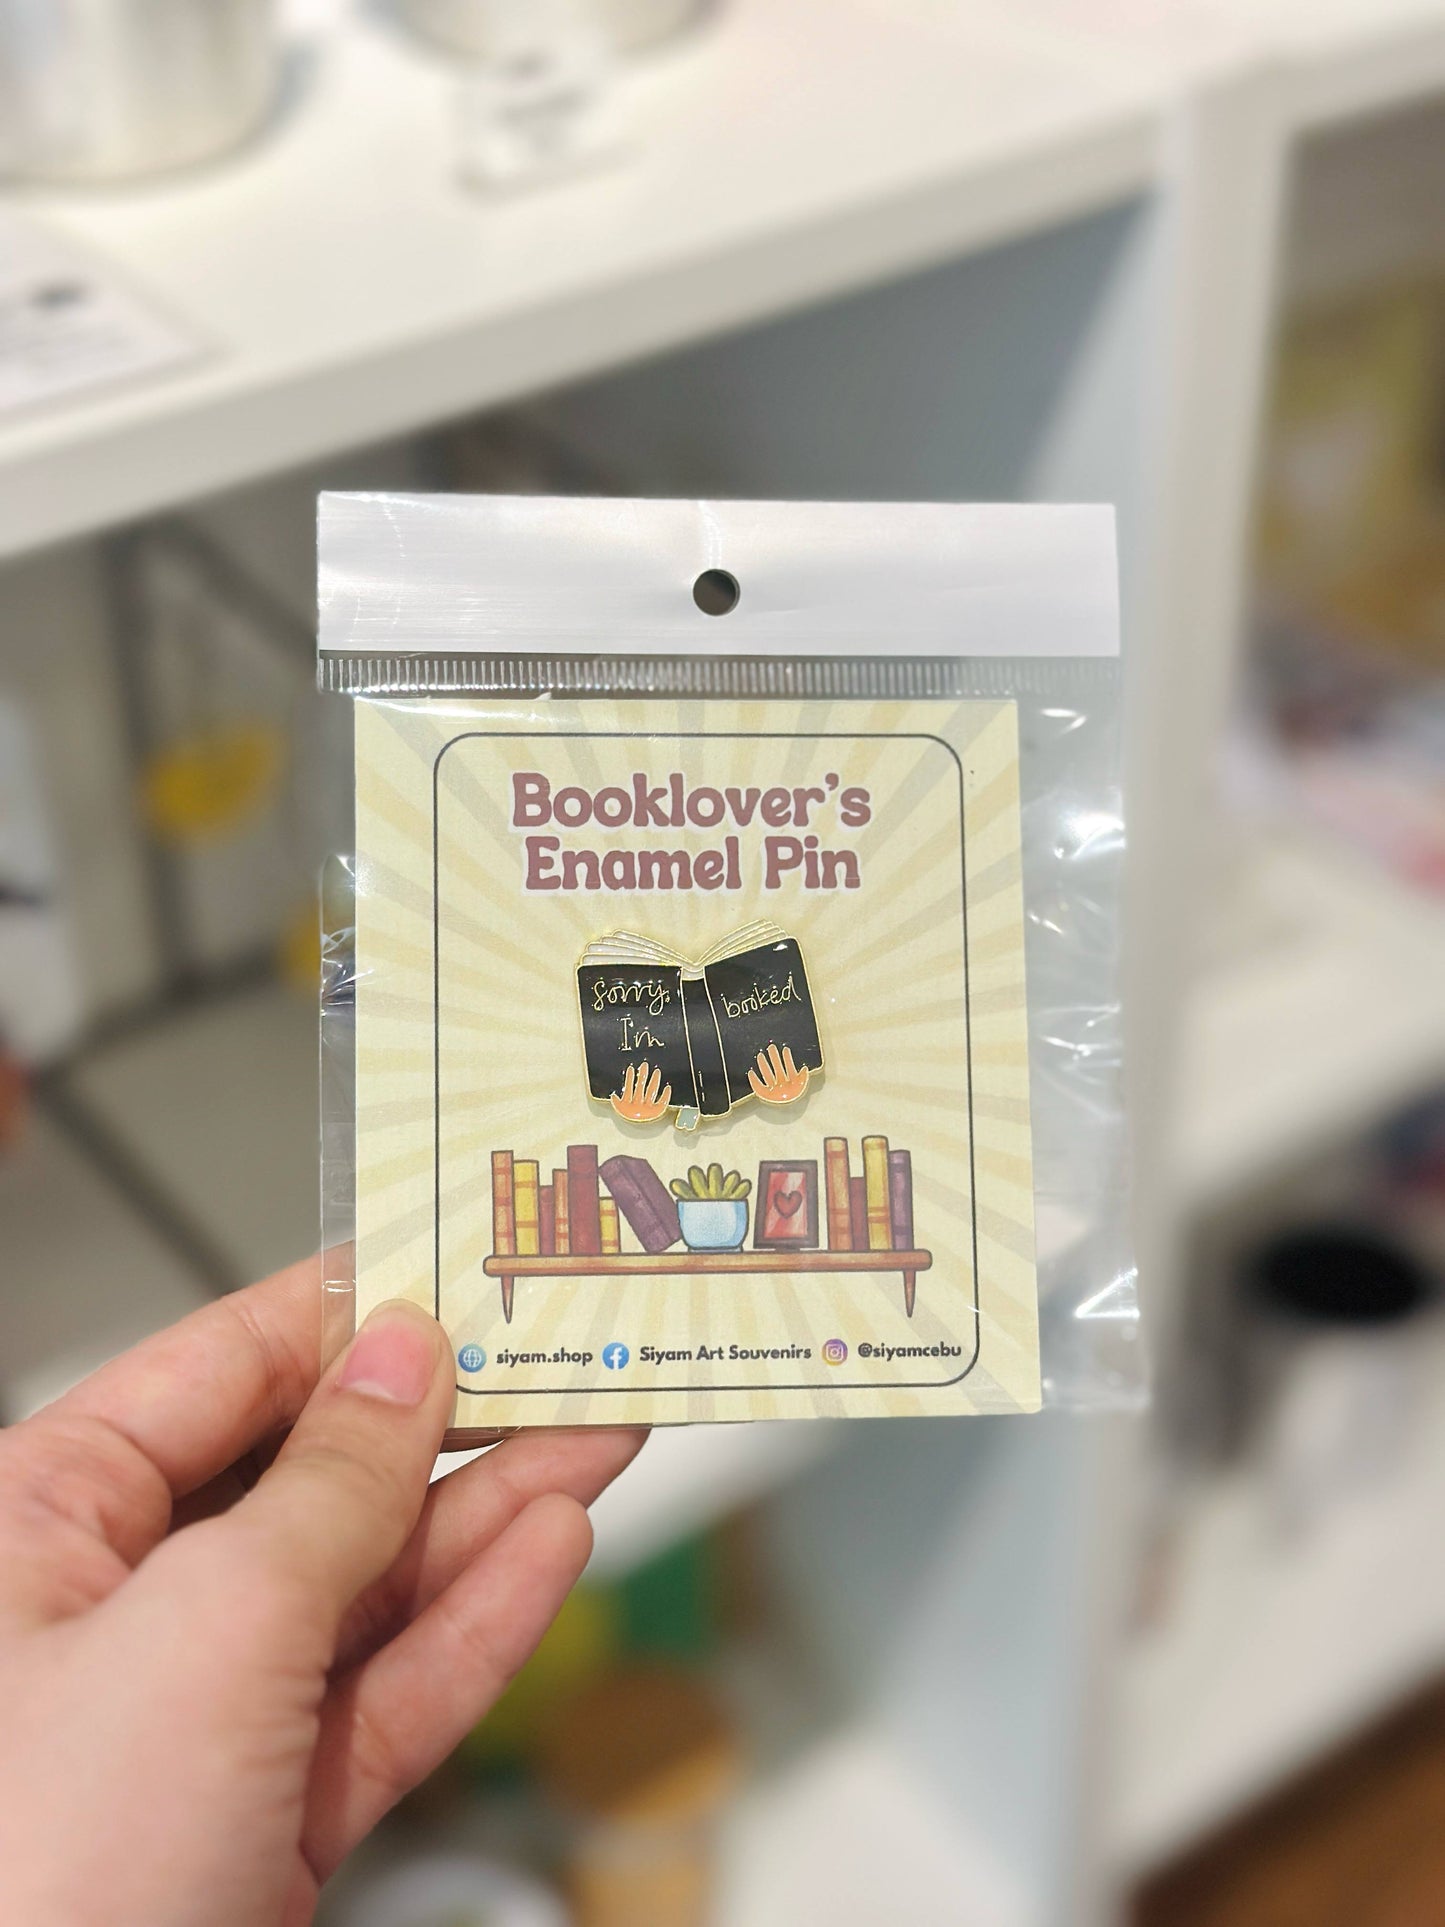 Booklover's
Enamel Pin
sorry, booked
I'm
siyam.shop Siyam Art Souvenirs @siyamcebu